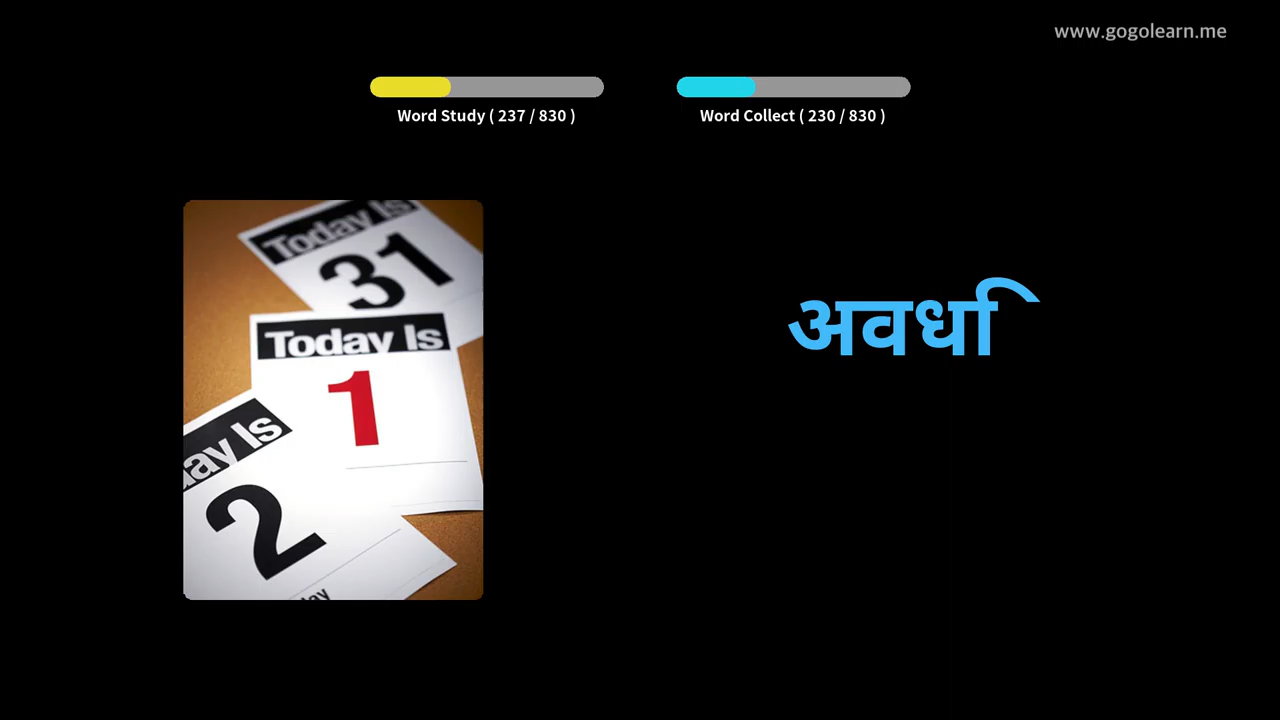 www.gogolearn.me
Word Study ( 237 / 830 )
Word Collect ( 230 / 830 )
Today Is
31
Today Is
1
ay Is
2
day
अवधि